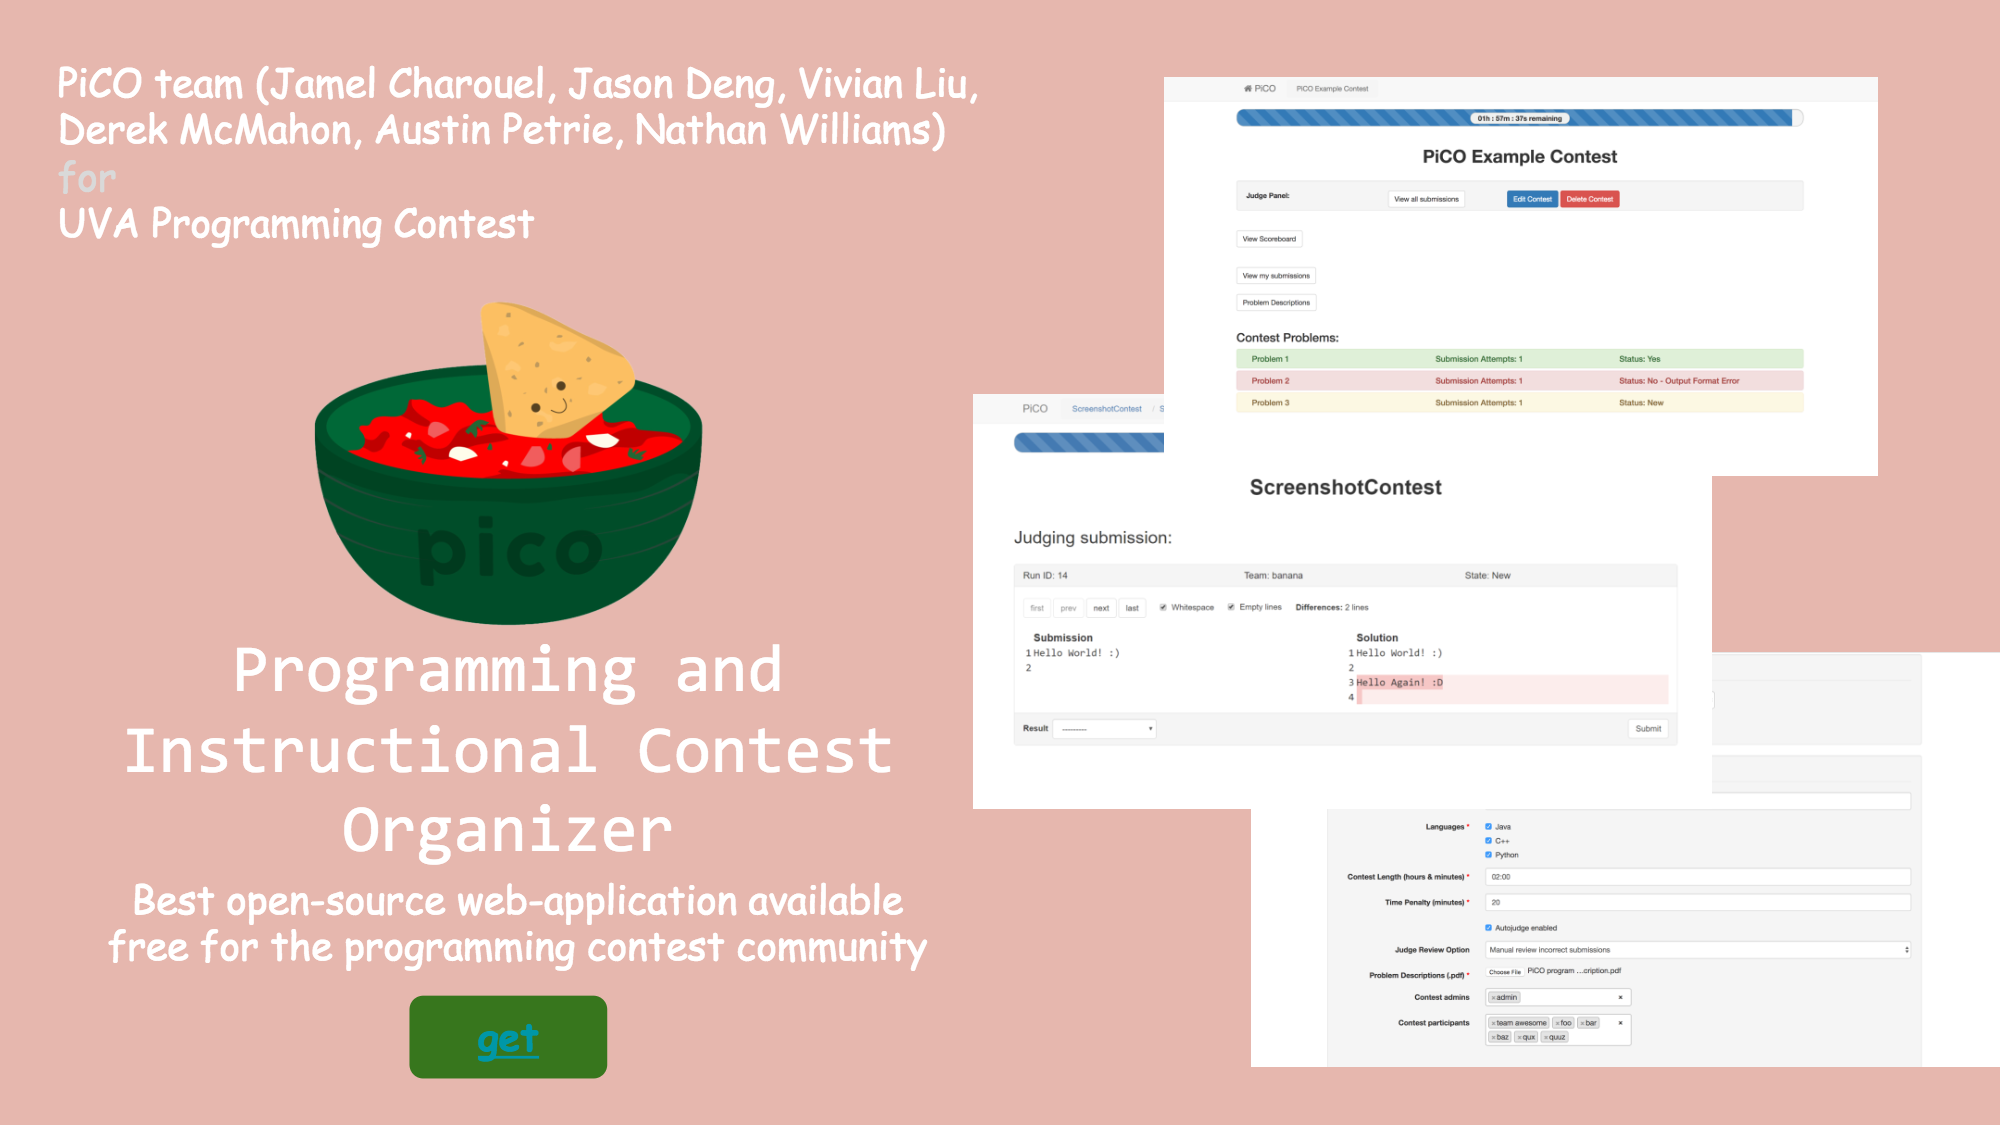 PiCO team (Jamel Charouel, Jason Deng, Vivian Liu,
Derek McMahon, Austin Petrie, Nathan Williams)
for
UVA Programming Contest
pico
Programming and
Instructional Contest
Organizer
Best open-source web-application available
free for the programming contest community
get
PiCO PiCO Example Contest
01h : 57m : 37s remaining
PiCO Example Contest
Judge Panel: View all submissions Edit Contest Delete Contest
View Scoreboard
View my submissions
Problem Descriptions
Contest Problems:
Problem 1 Submission Attempts: 1 Status: Yes
Problem 2 Submission Attempts: 1 Status: No - Output Format Error
Problem 3 Submission Attempts: 1 Status: New
PiCO ScreenshotContest / S
ScreenshotContest
Judging submission:
Run ID: 14 Team: banana State: New
first prev next last Whitespace Empty lines Differences: 2 lines
Submission Solution
1 Hello World! :) 1 Hello World! :)
2 2
3 Hello Again! :D
4
Result --------- Submit
Languages * Java
C++
Python
Contest Length (hours & minutes) * 02:00
Time Penalty (minutes) * 20
Autojudge enabled
Judge Review Option Manual review incorrect submissions
Problem Descriptions (.pdf) * Choose File PiCO program ...cription.pdf
Contest admins ×admin ×
Contest participants ×team awesome ×foo ×bar ×
×baz ×qux ×quuz